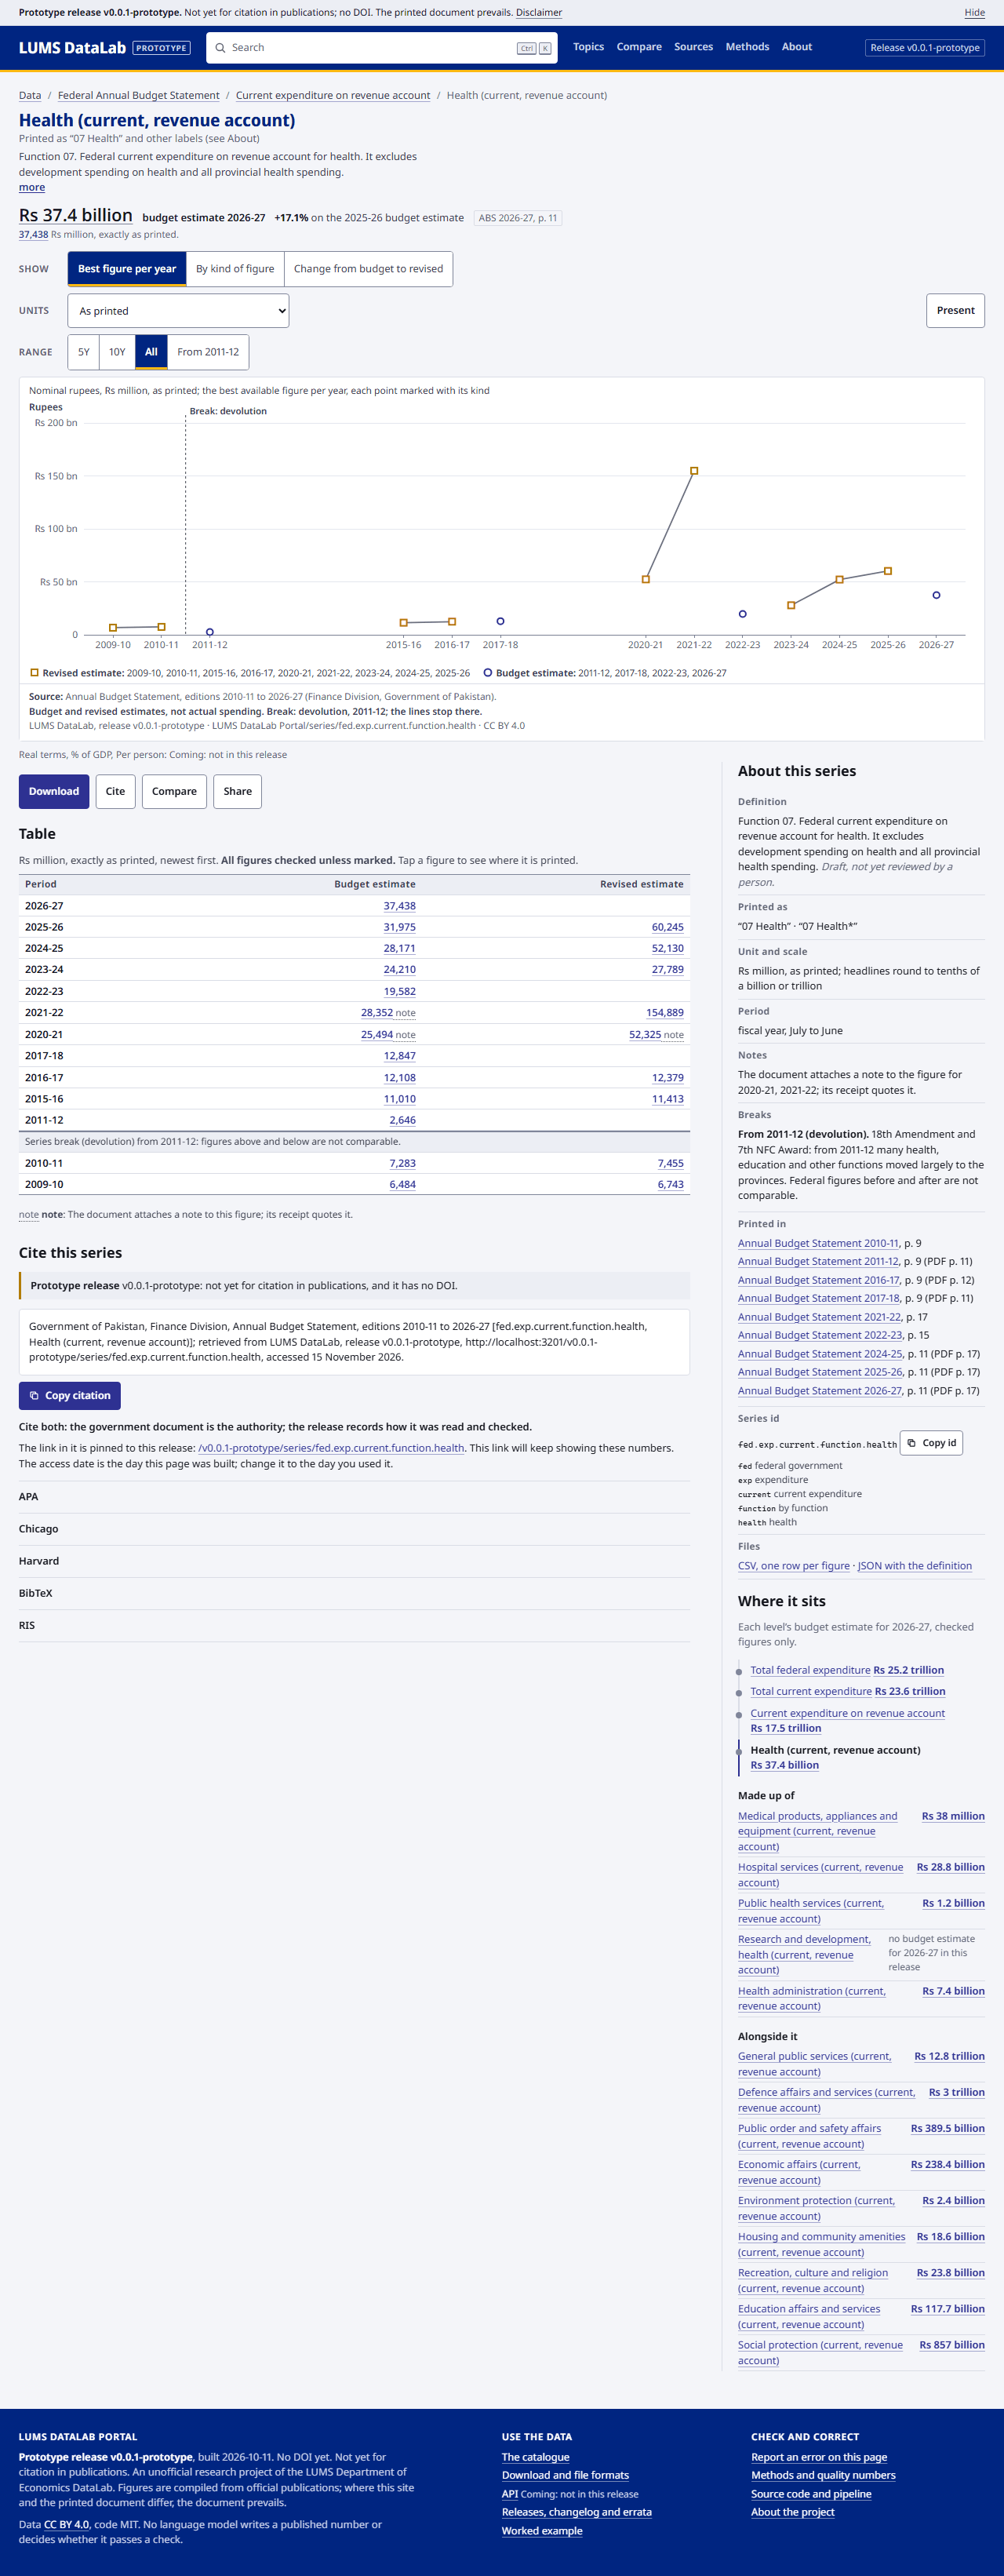 Prototype release v0.0.1-prototype. Not yet for citation in publications; no DOI. The printed document prevails. Disclaimer
Hide
LUMS DataLab PROTOTYPE
Search
Ctrl K
Topics
Compare
Sources
Methods
About
Release v0.0.1-prototype
Data / Federal Annual Budget Statement / Current expenditure on revenue account / Health (current, revenue account)
Health (current, revenue account)
Printed as “07 Health” and other labels (see About)
Function 07. Federal current expenditure on revenue account for health. It excludes
development spending on health and all provincial health spending.
more
Rs 37.4 billion budget estimate 2026-27 +17.1% on the 2025-26 budget estimate ABS 2026-27, p. 11
37,438 Rs million, exactly as printed.
SHOW
Best figure per year
By kind of figure
Change from budget to revised
UNITS
As printed
Present
RANGE
5Y
10Y
All
From 2011-12
Nominal rupees, Rs million, as printed; the best available figure per year, each point marked with its kind
Rupees
Break: devolution
Rs 200 bn
Rs 150 bn
Rs 100 bn
Rs 50 bn
0
2009-10 2010-11 2011-12 2015-16 2016-17 2017-18 2020-21 2021-22 2022-23 2023-24 2024-25 2025-26 2026-27
Revised estimate: 2009-10, 2010-11, 2015-16, 2016-17, 2020-21, 2021-22, 2023-24, 2024-25, 2025-26
Budget estimate: 2011-12, 2017-18, 2022-23, 2026-27
Source: Annual Budget Statement, editions 2010-11 to 2026-27 (Finance Division, Government of Pakistan).
Budget and revised estimates, not actual spending. Break: devolution, 2011-12; the lines stop there.
LUMS DataLab, release v0.0.1-prototype · LUMS DataLab Portal/series/fed.exp.current.function.health · CC BY 4.0
Real terms, % of GDP, Per person: Coming: not in this release
Download
Cite
Compare
Share
Table
Rs million, exactly as printed, newest first. All figures checked unless marked. Tap a figure to see where it is printed.
Period Budget estimate Revised estimate
2026-27 37,438
2025-26 31,975 60,245
2024-25 28,171 52,130
2023-24 24,210 27,789
2022-23 19,582
2021-22 28,352 note 154,889
2020-21 25,494 note 52,325 note
2017-18 12,847
2016-17 12,108 12,379
2015-16 11,010 11,413
2011-12 2,646
Series break (devolution) from 2011-12: figures above and below are not comparable.
2010-11 7,283 7,455
2009-10 6,484 6,743
note note: The document attaches a note to this figure; its receipt quotes it.
Cite this series
Prototype release v0.0.1-prototype: not yet for citation in publications, and it has no DOI.
Government of Pakistan, Finance Division, Annual Budget Statement, editions 2010-11 to 2026-27 [fed.exp.current.function.health,
Health (current, revenue account)]; retrieved from LUMS DataLab, release v0.0.1-prototype, http://localhost:3201/v0.0.1-
prototype/series/fed.exp.current.function.health, accessed 15 November 2026.
Copy citation
Cite both: the government document is the authority; the release records how it was read and checked.
The link in it is pinned to this release: /v0.0.1-prototype/series/fed.exp.current.function.health. This link will keep showing these numbers.
The access date is the day this page was built; change it to the day you used it.
APA
Chicago
Harvard
BibTeX
RIS
About this series
Definition
Function 07. Federal current expenditure on
revenue account for health. It excludes
development spending on health and all provincial
health spending. Draft, not yet reviewed by a
person.
Printed as
“07 Health” · “07 Health*”
Unit and scale
Rs million, as printed; headlines round to tenths of
a billion or trillion
Period
fiscal year, July to June
Notes
The document attaches a note to the figure for
2020-21, 2021-22; its receipt quotes it.
Breaks
From 2011-12 (devolution). 18th Amendment and
7th NFC Award: from 2011-12 many health,
education and other functions moved largely to the
provinces. Federal figures before and after are not
comparable.
Printed in
Annual Budget Statement 2010-11, p. 9
Annual Budget Statement 2011-12, p. 9 (PDF p. 11)
Annual Budget Statement 2016-17, p. 9 (PDF p. 12)
Annual Budget Statement 2017-18, p. 9 (PDF p. 11)
Annual Budget Statement 2021-22, p. 17
Annual Budget Statement 2022-23, p. 15
Annual Budget Statement 2024-25, p. 11 (PDF p. 17)
Annual Budget Statement 2025-26, p. 11 (PDF p. 17)
Annual Budget Statement 2026-27, p. 11 (PDF p. 17)
Series id
fed.exp.current.function.health Copy id
fed federal government
exp expenditure
current current expenditure
function by function
health health
Files
CSV, one row per figure · JSON with the definition
Where it sits
Each level’s budget estimate for 2026-27, checked
figures only.
Total federal expenditure Rs 25.2 trillion
Total current expenditure Rs 23.6 trillion
Current expenditure on revenue account
Rs 17.5 trillion
Health (current, revenue account)
Rs 37.4 billion
Made up of
Medical products, appliances and Rs 38 million
equipment (current, revenue
account)
Hospital services (current, revenue Rs 28.8 billion
account)
Public health services (current, Rs 1.2 billion
revenue account)
Research and development, no budget estimate
health (current, revenue for 2026-27 in this
account) release
Health administration (current, Rs 7.4 billion
revenue account)
Alongside it
General public services (current, Rs 12.8 trillion
revenue account)
Defence affairs and services (current, Rs 3 trillion
revenue account)
Public order and safety affairs Rs 389.5 billion
(current, revenue account)
Economic affairs (current, Rs 238.4 billion
revenue account)
Environment protection (current, Rs 2.4 billion
revenue account)
Housing and community amenities Rs 18.6 billion
(current, revenue account)
Recreation, culture and religion Rs 23.8 billion
(current, revenue account)
Education affairs and services Rs 117.7 billion
(current, revenue account)
Social protection (current, revenue Rs 857 billion
account)
LUMS DATALAB PORTAL
Prototype release v0.0.1-prototype, built 2026-10-11. No DOI yet. Not yet for
citation in publications. An unofficial research project of the LUMS Department of
Economics DataLab. Figures are compiled from official publications; where this site
and the printed document differ, the document prevails.
Data CC BY 4.0, code MIT. No language model writes a published number or
decides whether it passes a check.
USE THE DATA
The catalogue
Download and file formats
API Coming: not in this release
Releases, changelog and errata
Worked example
CHECK AND CORRECT
Report an error on this page
Methods and quality numbers
Source code and pipeline
About the project